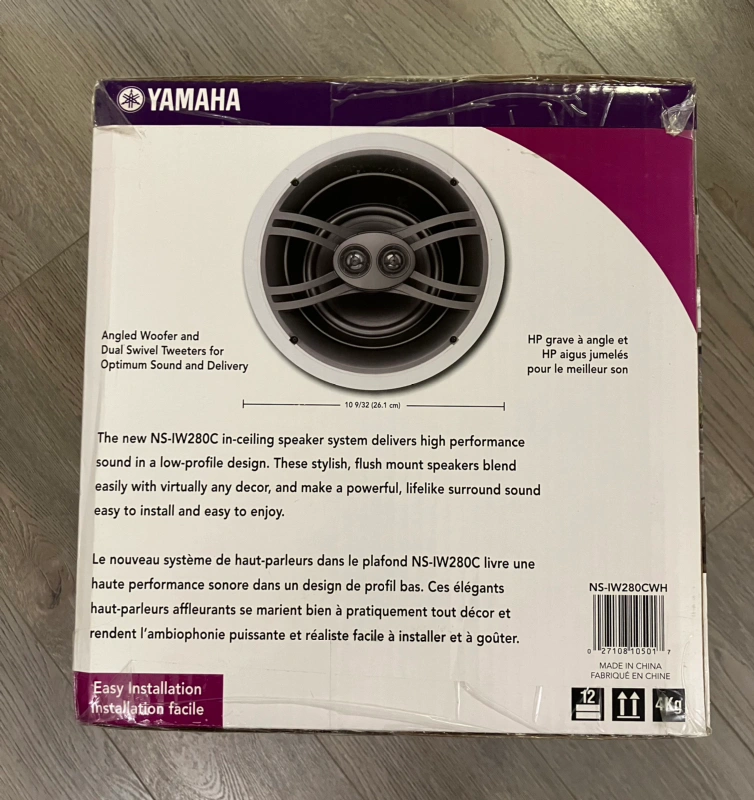 YAMAHA
Angled Woofer and
Dual Swivel Tweeters for
Optimum Sound and Delivery
HP grave à angle et
HP aigus jumelés
pour le meilleur son
10 9/32 (26.1 cm)
The new NS-IW280C in-ceiling speaker system delivers high performance
sound in a low-profile design. These stylish, flush mount speakers blend
easily with virtually any decor, and make a powerful, lifelike surround sound
easy to install and easy to enjoy.
Le nouveau système de haut-parleurs dans le plafond NS-IW280C livre une
haute performance sonore dans un design de profil bas. Ces élégants
haut-parleurs affleurants se marient bien à pratiquement tout décor et
rendent l'ambiophonie puissante et réaliste facile à installer et à goûter.
NS-IW280CWH
0 27108 10501 7
MADE IN CHINA
FABRIQUÉ EN CHINE
Easy Installation
Installation facile
12
4Kg